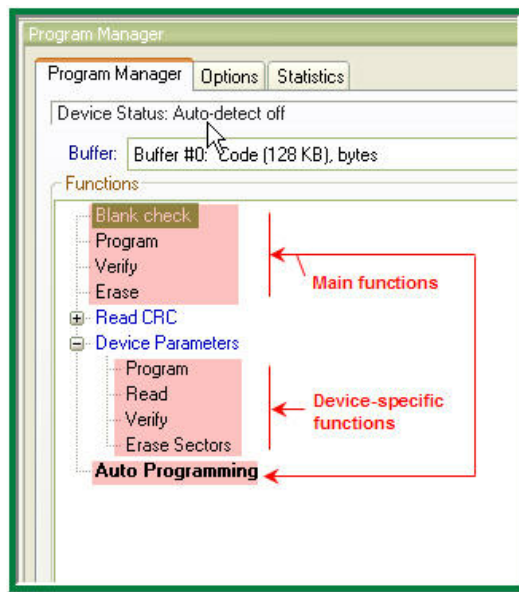 Program Manager
Program Manager Options Statistics
Device Status: Auto-detect off
Buffer: Buffer #0: Code (128 KB), bytes
Functions
Blank check
Program
Verify
Erase
Main functions
Read CRC
Device Parameters
Program
Read
Verify
Erase Sectors
Device-specific
functions
Auto Programming